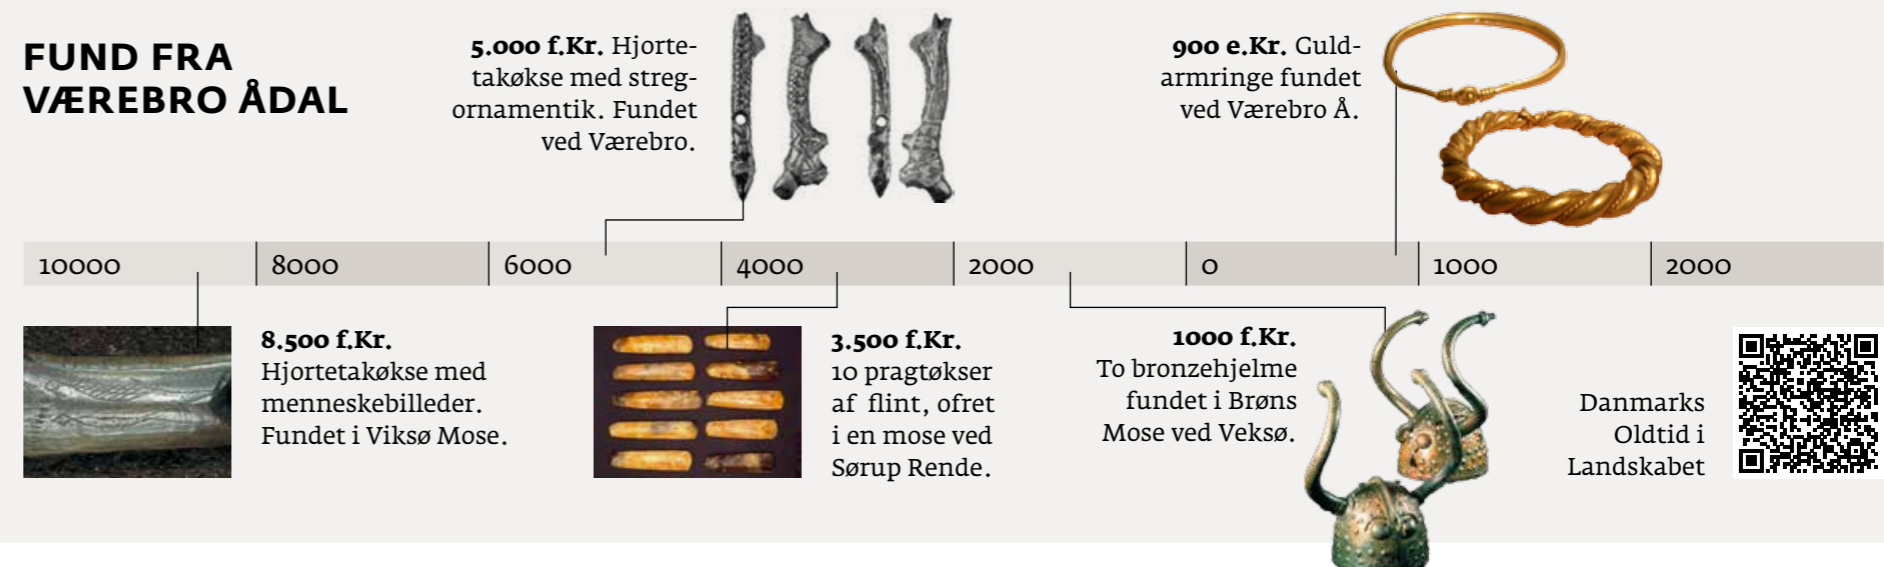 FUND FRA
VÆREBRO ÅDAL
5.000 f.Kr. Hjorte-
takøkse med streg-
ornamentik. Fundet
ved Værebro.
900 e.Kr. Guld-
armringe fundet
ved Værebro Å.
10000 8000 6000 4000 2000 0 1000 2000
8.500 f.Kr.
Hjortetakøkse med
menneskebilleder.
Fundet i Viksø Mose.
3.500 f.Kr.
10 pragtøkser
af flint, ofret
i en mose ved
Sørup Rende.
1000 f.Kr.
To bronzehjelme
fundet i Brøns
Mose ved Veksø.
Danmarks
Oldtid i
Landskabet